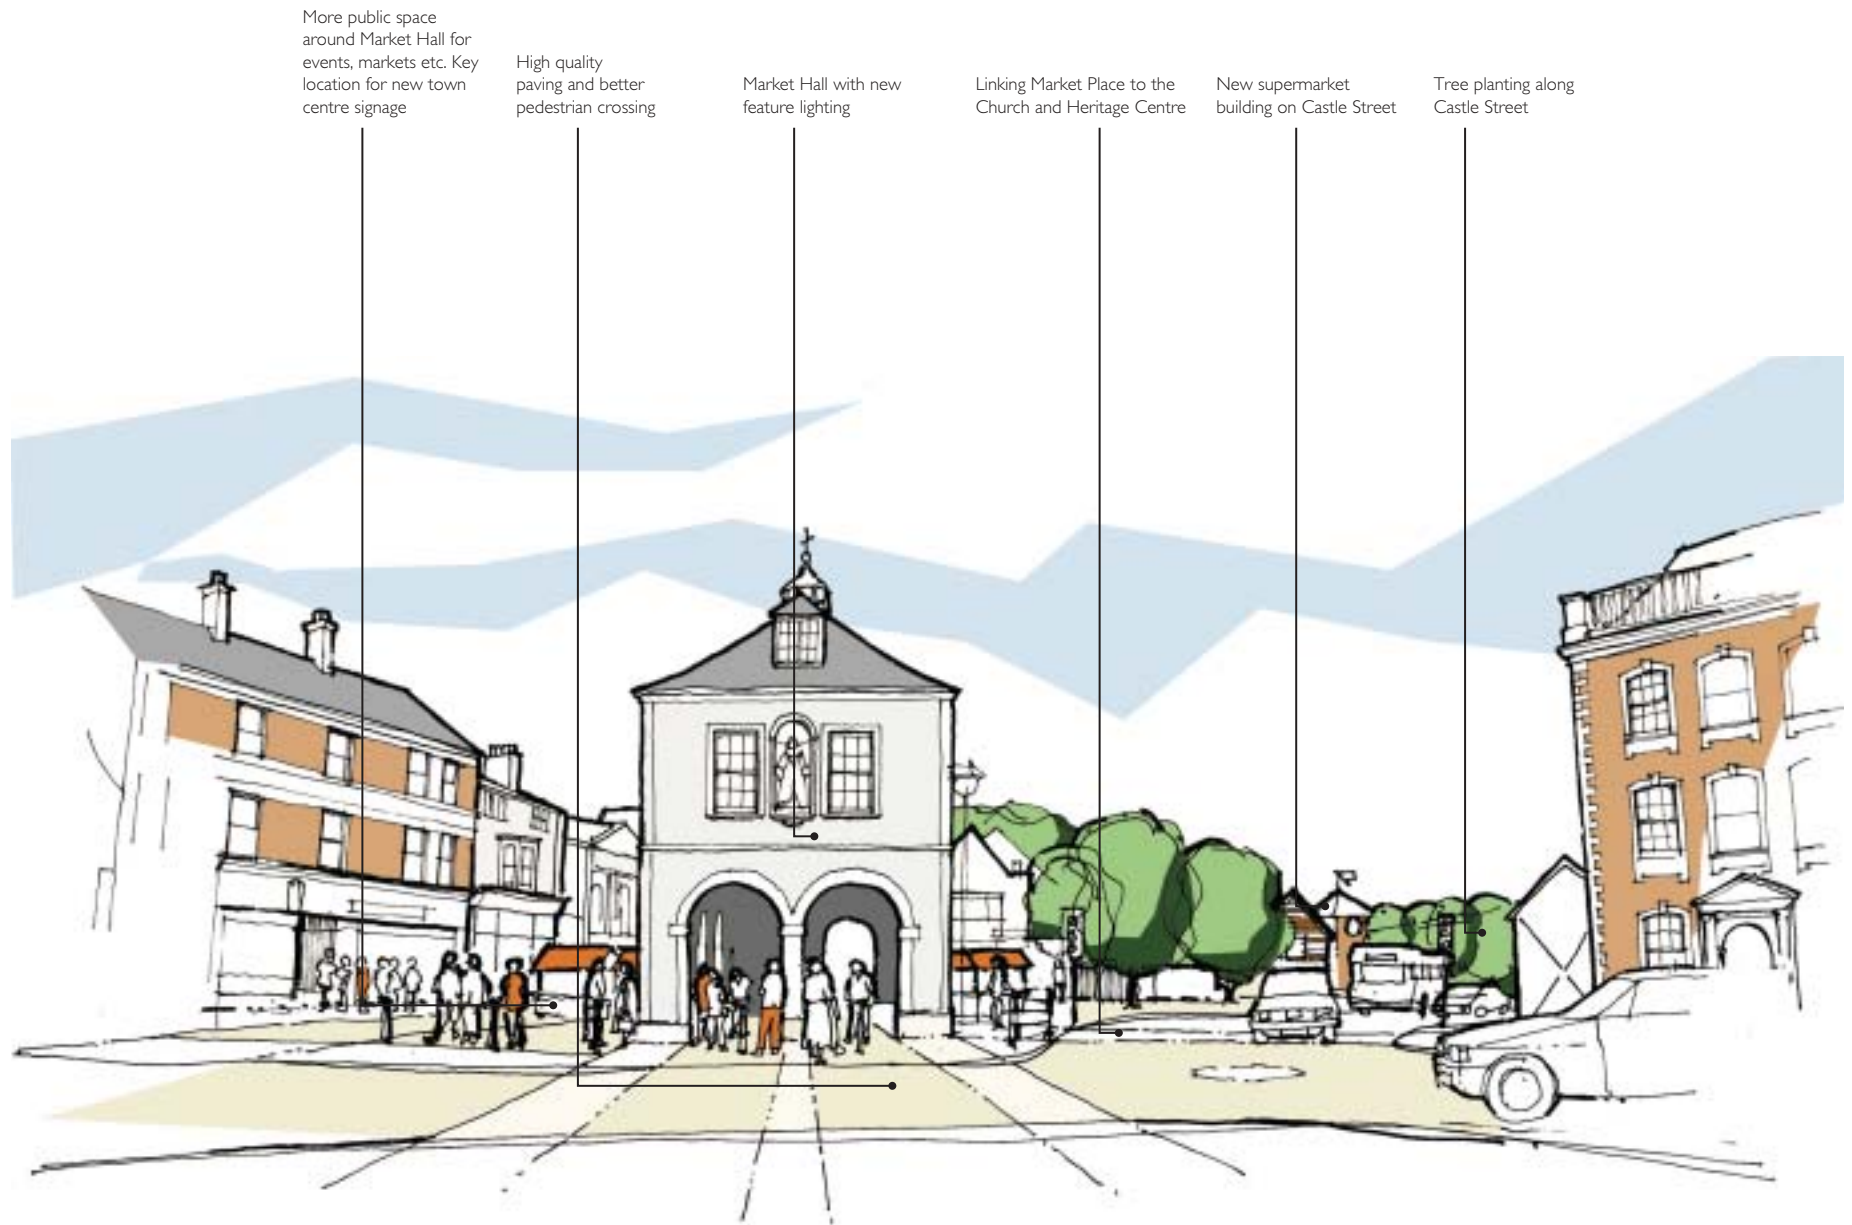 More public space
around Market Hall for
events, markets etc. Key
location for new town
centre signage
High quality
paving and better
pedestrian crossing
Market Hall with new
feature lighting
Linking Market Place to the
Church and Heritage Centre
New supermarket
building on Castle Street
Tree planting along
Castle Street